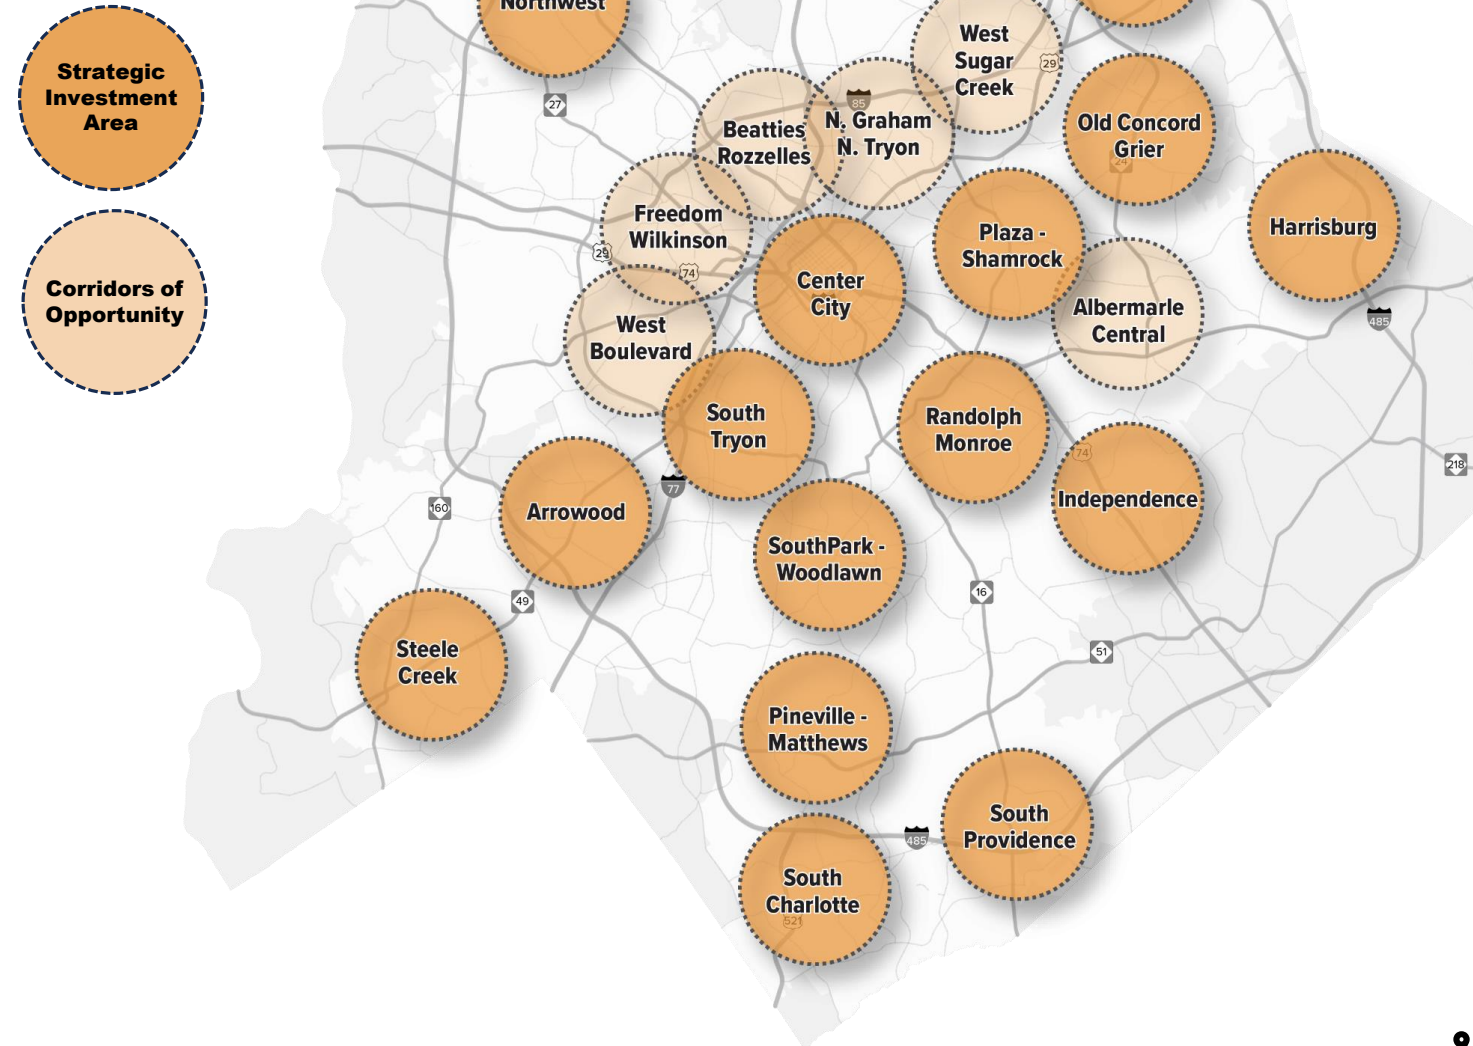 Strategic
Investment
Area
Corridors of
Opportunity
Northwest
West
Sugar
Creek
29
27
85
N. Graham
N. Tryon
Beatties
Rozzelles
Old Concord
Grier
24
Freedom
Wilkinson
29
74
Plaza -
Shamrock
Harrisburg
Center
City
Albermarle
Central
485
West
Boulevard
South
Tryon
Randolph
Monroe
74
218
Independence
77
160
Arrowood
SouthPark -
Woodlawn
49
16
Steele
Creek
51
Pineville -
Matthews
South
Providence
485
South
Charlotte
521